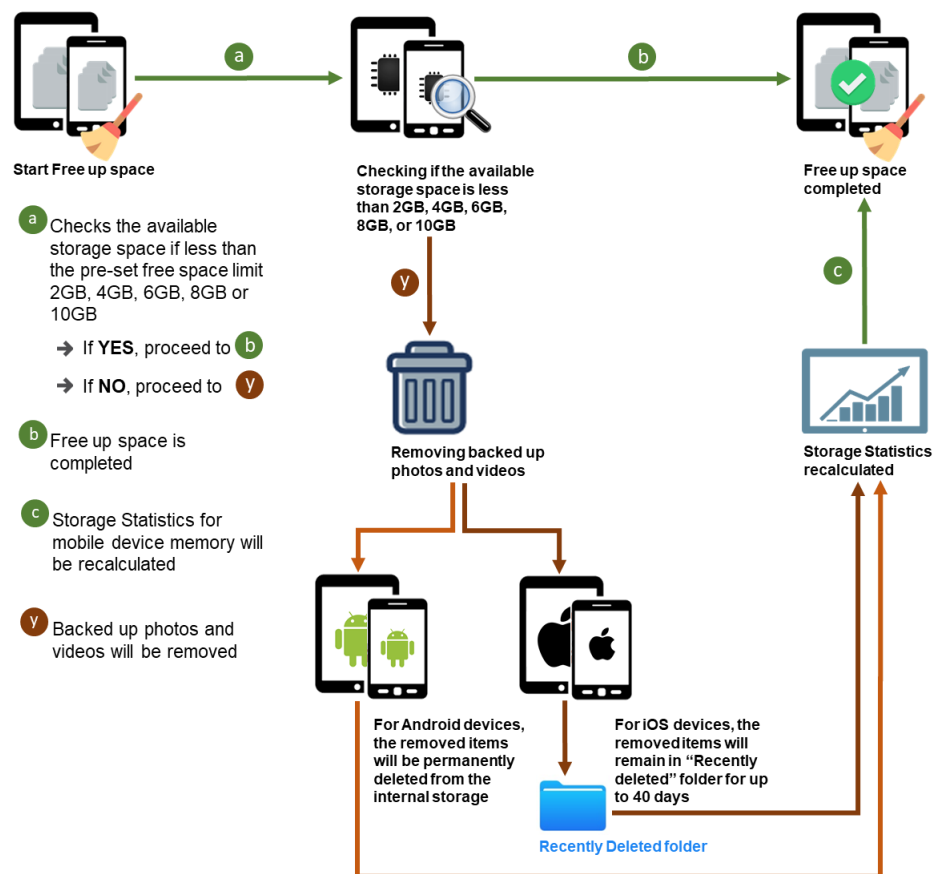 a
b
Start Free up space
Checking if the available
storage space is less
than 2GB, 4GB, 6GB,
8GB, or 10GB
Free up space
completed
a
Checks the available
storage space if less than
the pre-set free space limit
2GB, 4GB, 6GB, 8GB or
10GB
→ If YES, proceed to b
→ If NO, proceed to y
b
Free up space is
completed
c
Storage Statistics for
mobile device memory will
be recalculated
y
Backed up photos and
videos will be removed
y
c
Removing backed up
photos and videos
Storage Statistics
recalculated
For Android devices,
the removed items
will be permanently
deleted from the
internal storage
For iOS devices, the
removed items will
remain in “Recently
deleted” folder for up
to 40 days
Recently Deleted folder